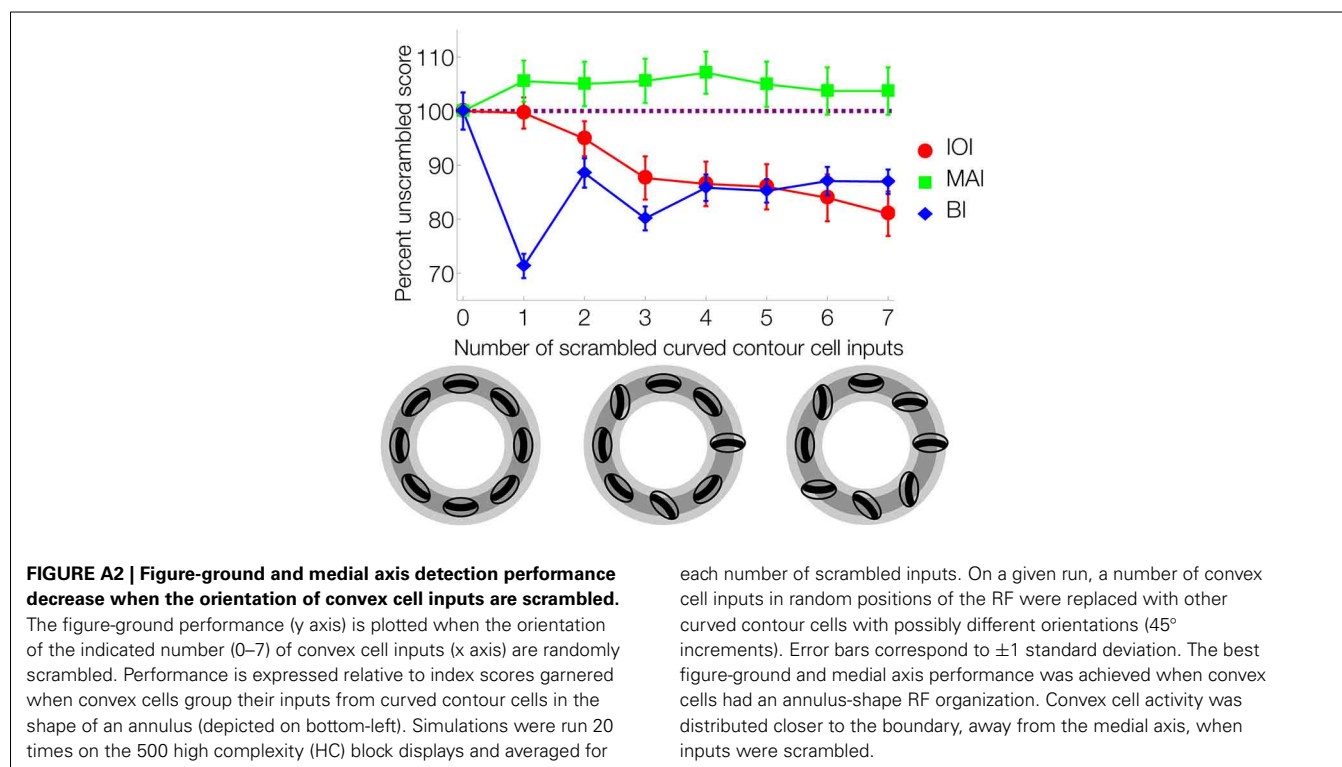 110
100
90
80
70
Percent unscrambled score
IOI
MAI
BI
0 1 2 3 4 5 6 7
Number of scrambled curved contour cell inputs
FIGURE A2 | Figure-ground and medial axis detection performance
decrease when the orientation of convex cell inputs are scrambled.
The figure-ground performance (y axis) is plotted when the orientation
of the indicated number (0–7) of convex cell inputs (x axis) are randomly
scrambled. Performance is expressed relative to index scores garnered
when convex cells group their inputs from curved contour cells in the
shape of an annulus (depicted on bottom-left). Simulations were run 20
times on the 500 high complexity (HC) block displays and averaged for
each number of scrambled inputs. On a given run, a number of convex
cell inputs in random positions of the RF were replaced with other
curved contour cells with possibly different orientations (45°
increments). Error bars correspond to ±1 standard deviation. The best
figure-ground and medial axis performance was achieved when convex
cells had an annulus-shape RF organization. Convex cell activity was
distributed closer to the boundary, away from the medial axis, when
inputs were scrambled.